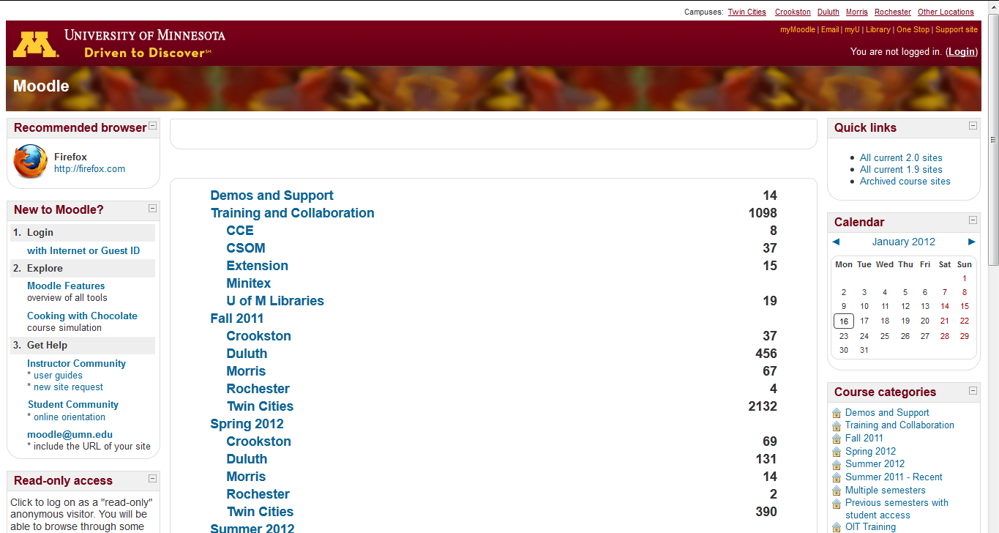 Campuses: Twin Cities Crookston Duluth Morris Rochester Other Locations
UNIVERSITY OF MINNESOTA
Driven to Discover℠
myMoodle | Email | myU | Library | One Stop | Support site
You are not logged in. (Login)
Moodle
Recommended browser
Firefox
http://firefox.com
New to Moodle?
1. Login
with Internet or Guest ID
2. Explore
Moodle Features
overview of all tools
Cooking with Chocolate
course simulation
3. Get Help
Instructor Community
* user guides
* new site request
Student Community
* online orientation
moodle@umn.edu
* include the URL of your site
Read-only access
Click to log on as a "read-only"
anonymous visitor. You will be
able to browse through some
Demos and Support 14
Training and Collaboration 1098
CCE 8
CSOM 37
Extension 15
Minitex
U of M Libraries 19
Fall 2011
Crookston 37
Duluth 456
Morris 67
Rochester 4
Twin Cities 2132
Spring 2012
Crookston 69
Duluth 131
Morris 14
Rochester 2
Twin Cities 390
Summer 2012
Quick links
All current 2.0 sites
All current 1.9 sites
Archived course sites
Calendar
◀ January 2012 ▶
Mon Tue Wed Thu Fri Sat Sun
1
2 3 4 5 6 7 8
9 10 11 12 13 14 15
16 17 18 19 20 21 22
23 24 25 26 27 28 29
30 31
Course categories
Demos and Support
Training and Collaboration
Fall 2011
Spring 2012
Summer 2012
Summer 2011 - Recent
Multiple semesters
Previous semesters with
student access
OIT Training